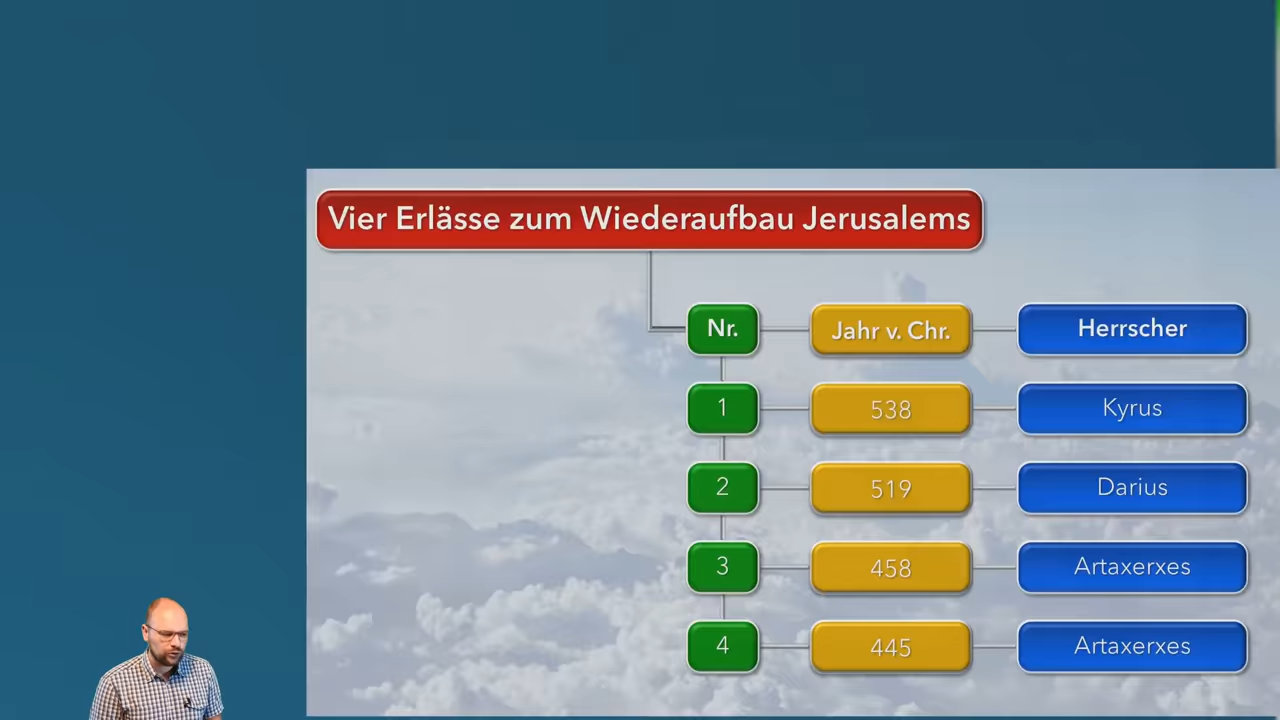 Vier Erlässe zum Wiederaufbau Jerusalems
Nr. Jahr v. Chr. Herrscher
1 538 Kyrus
2 519 Darius
3 458 Artaxerxes
4 445 Artaxerxes